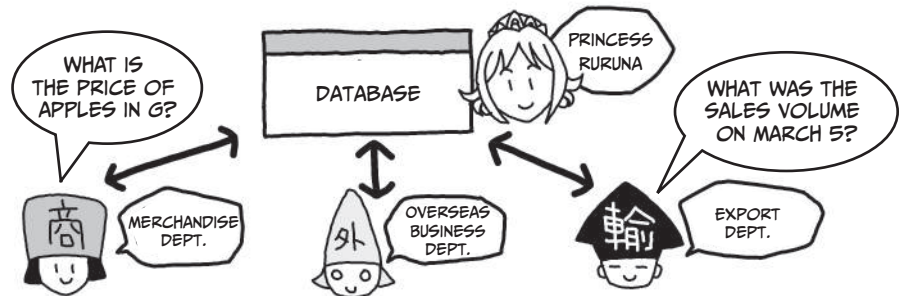 WHAT IS
THE PRICE OF
APPLES IN G?
DATABASE
PRINCESS
RURUNA
WHAT WAS THE
SALES VOLUME
ON MARCH 5?
商
MERCHANDISE
DEPT.
外
OVERSEAS
BUSINESS
DEPT.
輸
EXPORT
DEPT.